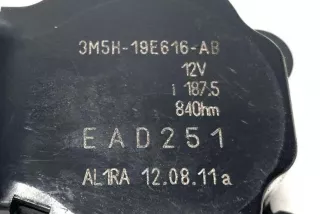 3M5H-19E616-AB
12V
i 187.5
84Ohm
EAD251
AL1RA 12.08.11a